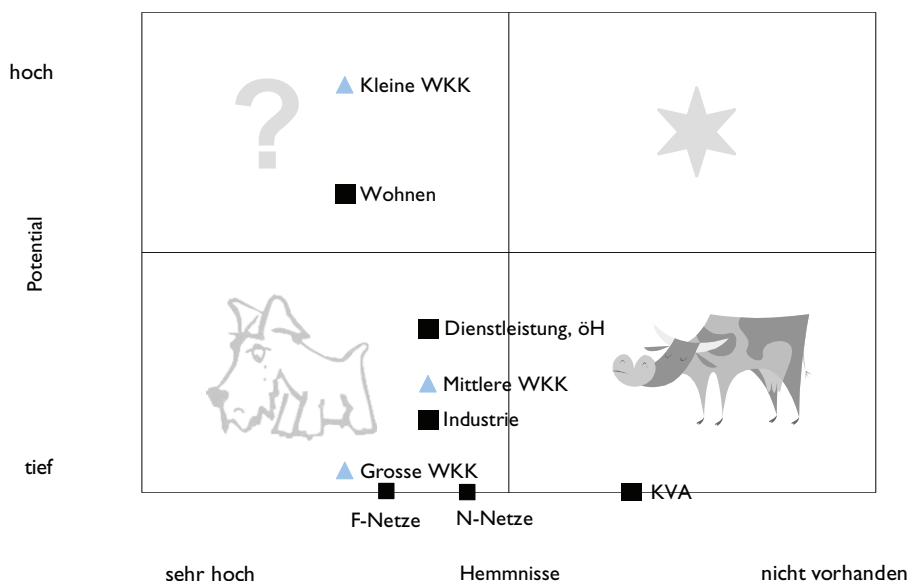 hoch
Kleine WKK
?
Wohnen
Potential
Dienstleistung, öH
Mittlere WKK
Industrie
tief
Grosse WKK
KVA
F-Netze
N-Netze
sehr hoch
Hemmnisse
nicht vorhanden